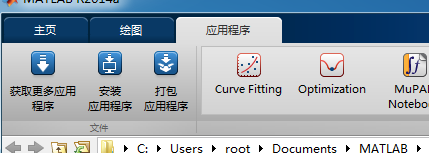 MATLAB R2014a
主页 绘图 应用程序
获取更多应用程序 安装应用程序 打包应用程序 Curve Fitting Optimization MuPAD Notebook
文件
C: Users root Documents MATLAB